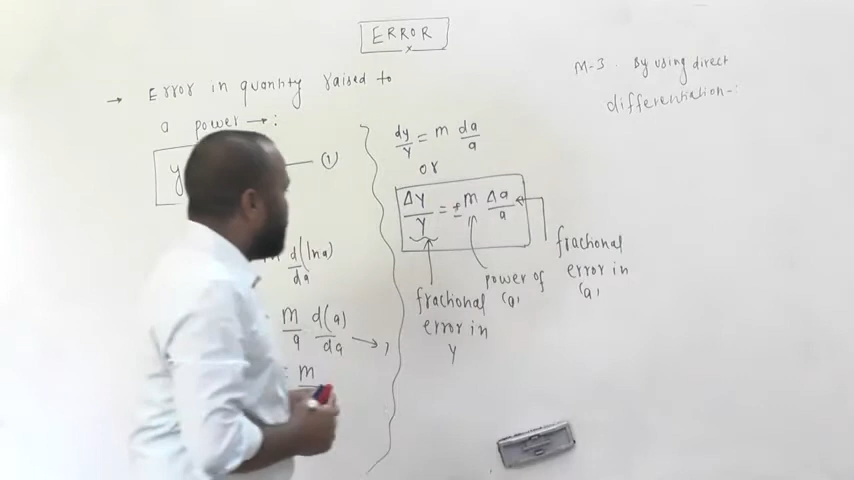 ERROR
→ Error in quantity raised to
a power →:
y
①
d(ln a)
da
m d(a)
a da
= m
dy/y = m da/a
or
Δy/y = ± m Δa/a
fractional
error in
y
power of
'a'
fractional
error in
'a'
M-3. By using direct
differentiation-: